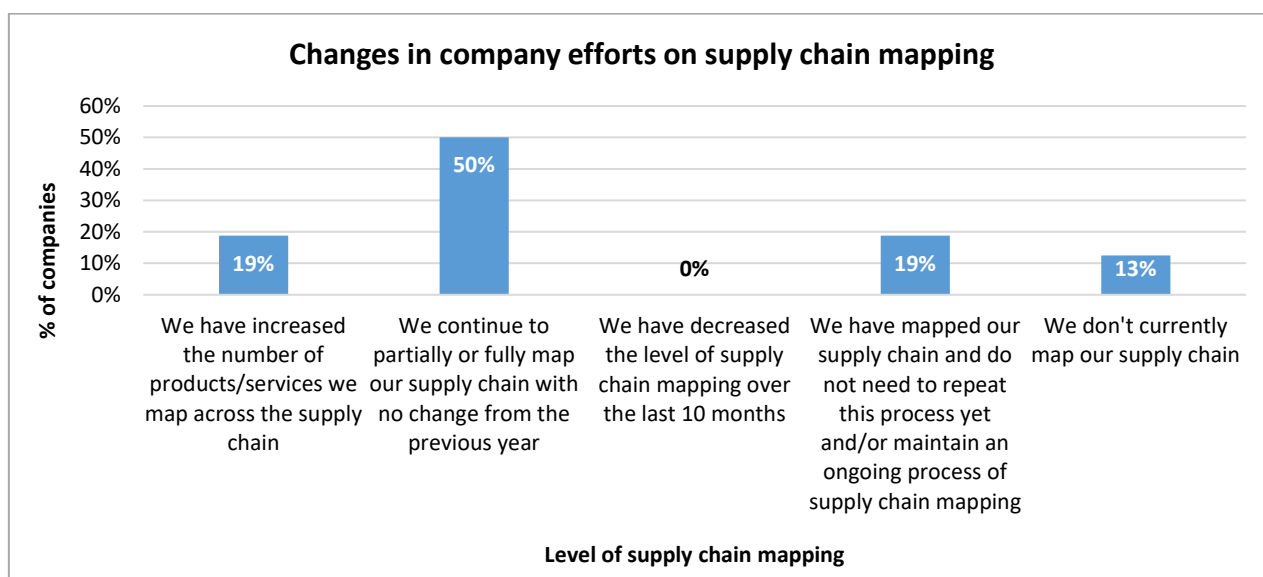 Changes in company efforts on supply chain mapping
% of companies
60%
50%
40%
30%
20%
10%
0%
19%
50%
0%
19%
13%
We have increased
the number of
products/services we
map across the supply
chain
We continue to
partially or fully map
our supply chain with
no change from the
previous year
We have decreased
the level of supply
chain mapping over
the last 10 months
We have mapped our
supply chain and do
not need to repeat
this process yet
and/or maintain an
ongoing process of
supply chain mapping
We don't currently
map our supply chain
Level of supply chain mapping